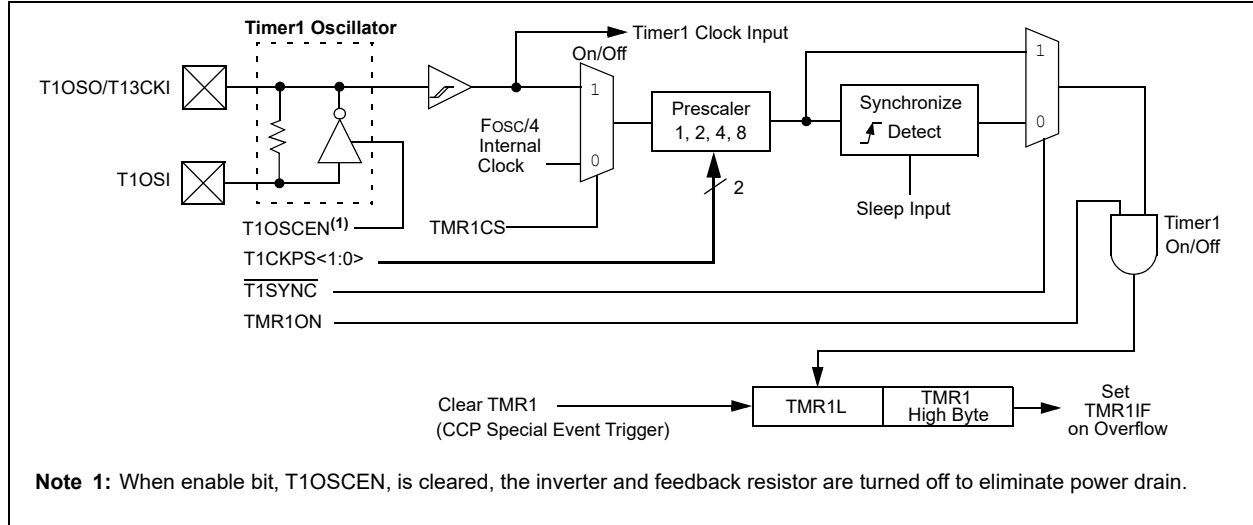 Timer1 Oscillator
T1OSO/T13CKI
T1OSI
T1OSCEN(1)
On/Off
Timer1 Clock Input
1
FOSC/4
Internal
Clock
0
TMR1CS
Prescaler
1, 2, 4, 8
2
Synchronize
Detect
Sleep Input
1
0
T1CKPS<1:0>
T1SYNC
TMR1ON
Timer1
On/Off
Clear TMR1
(CCP Special Event Trigger)
TMR1L
TMR1
High Byte
Set
TMR1IF
on Overflow
Note 1: When enable bit, T1OSCEN, is cleared, the inverter and feedback resistor are turned off to eliminate power drain.